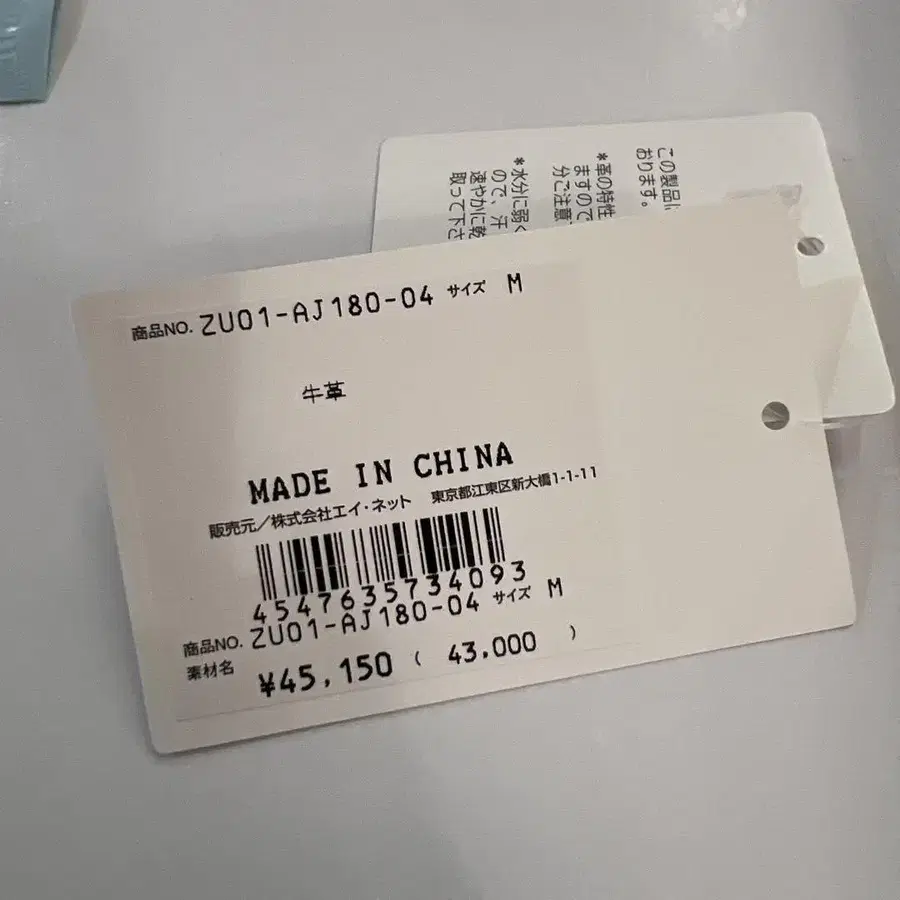 この製品に
おります。
*革の特性
ますので
分ご注意
*水分に弱く
ので、汗
速やかに乾
取って下さ
商品NO. ZU01-AJ180-04 サイズ M
牛革
MADE IN CHINA
販売元／株式会社エイ・ネット 東京都江東区新大橋1-1-11
4547635734093
商品NO. ZU01-AJ180-04 サイズ M
素材名
¥45,150 ( 43,000 )